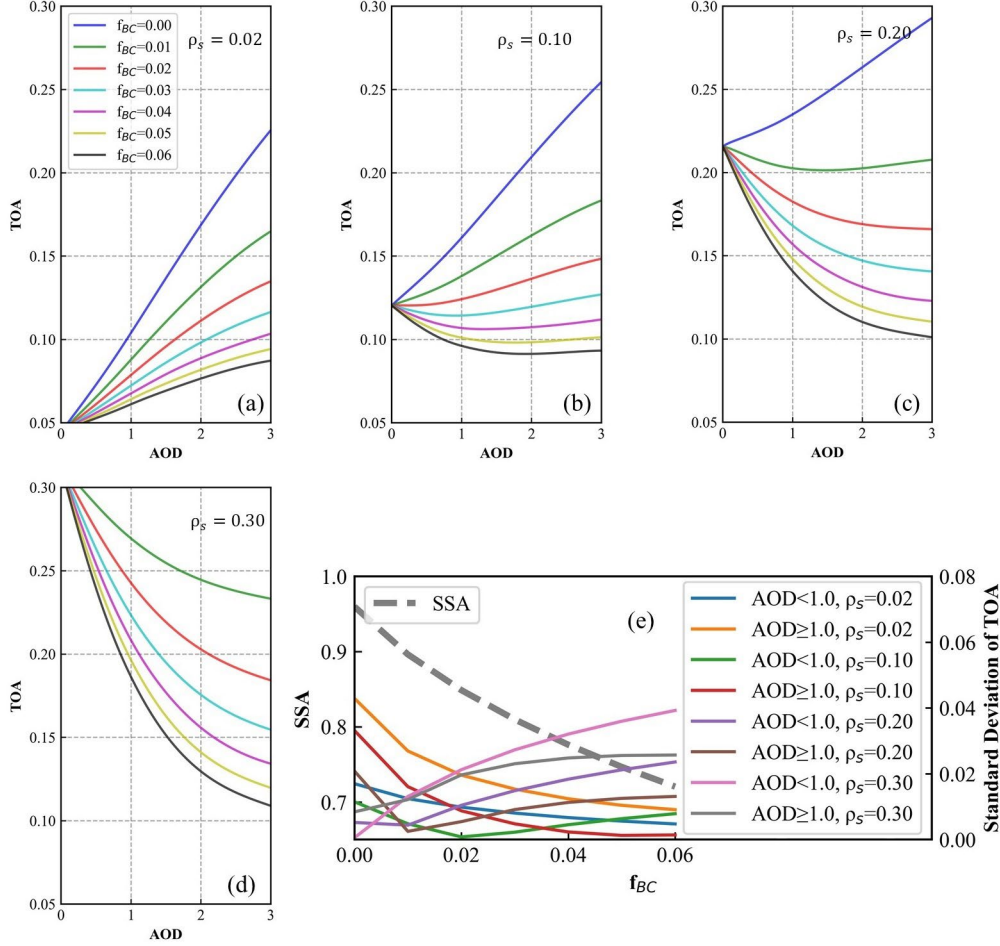 0.30
0.25
0.20
0.15
0.10
0.05
TOA
f_BC=0.00
f_BC=0.01
f_BC=0.02
f_BC=0.03
f_BC=0.04
f_BC=0.05
f_BC=0.06
ρ_s = 0.02
(a)
0 1 2 3
AOD
0.30
0.25
0.20
0.15
0.10
0.05
TOA
ρ_s = 0.10
(b)
0 1 2 3
AOD
0.30
0.25
0.20
0.15
0.10
0.05
TOA
ρ_s = 0.20
(c)
0 1 2 3
AOD
0.30
0.25
0.20
0.15
0.10
0.05
TOA
ρ_s = 0.30
(d)
0 1 2 3
AOD
1.0
0.9
0.8
0.7
SSA
SSA
(e)
AOD<1.0, ρ_s=0.02
AOD≥1.0, ρ_s=0.02
AOD<1.0, ρ_s=0.10
AOD≥1.0, ρ_s=0.10
AOD<1.0, ρ_s=0.20
AOD≥1.0, ρ_s=0.20
AOD<1.0, ρ_s=0.30
AOD≥1.0, ρ_s=0.30
0.08
0.06
0.04
0.02
0.00
Standard Deviation of TOA
0.00 0.02 0.04 0.06
f_BC